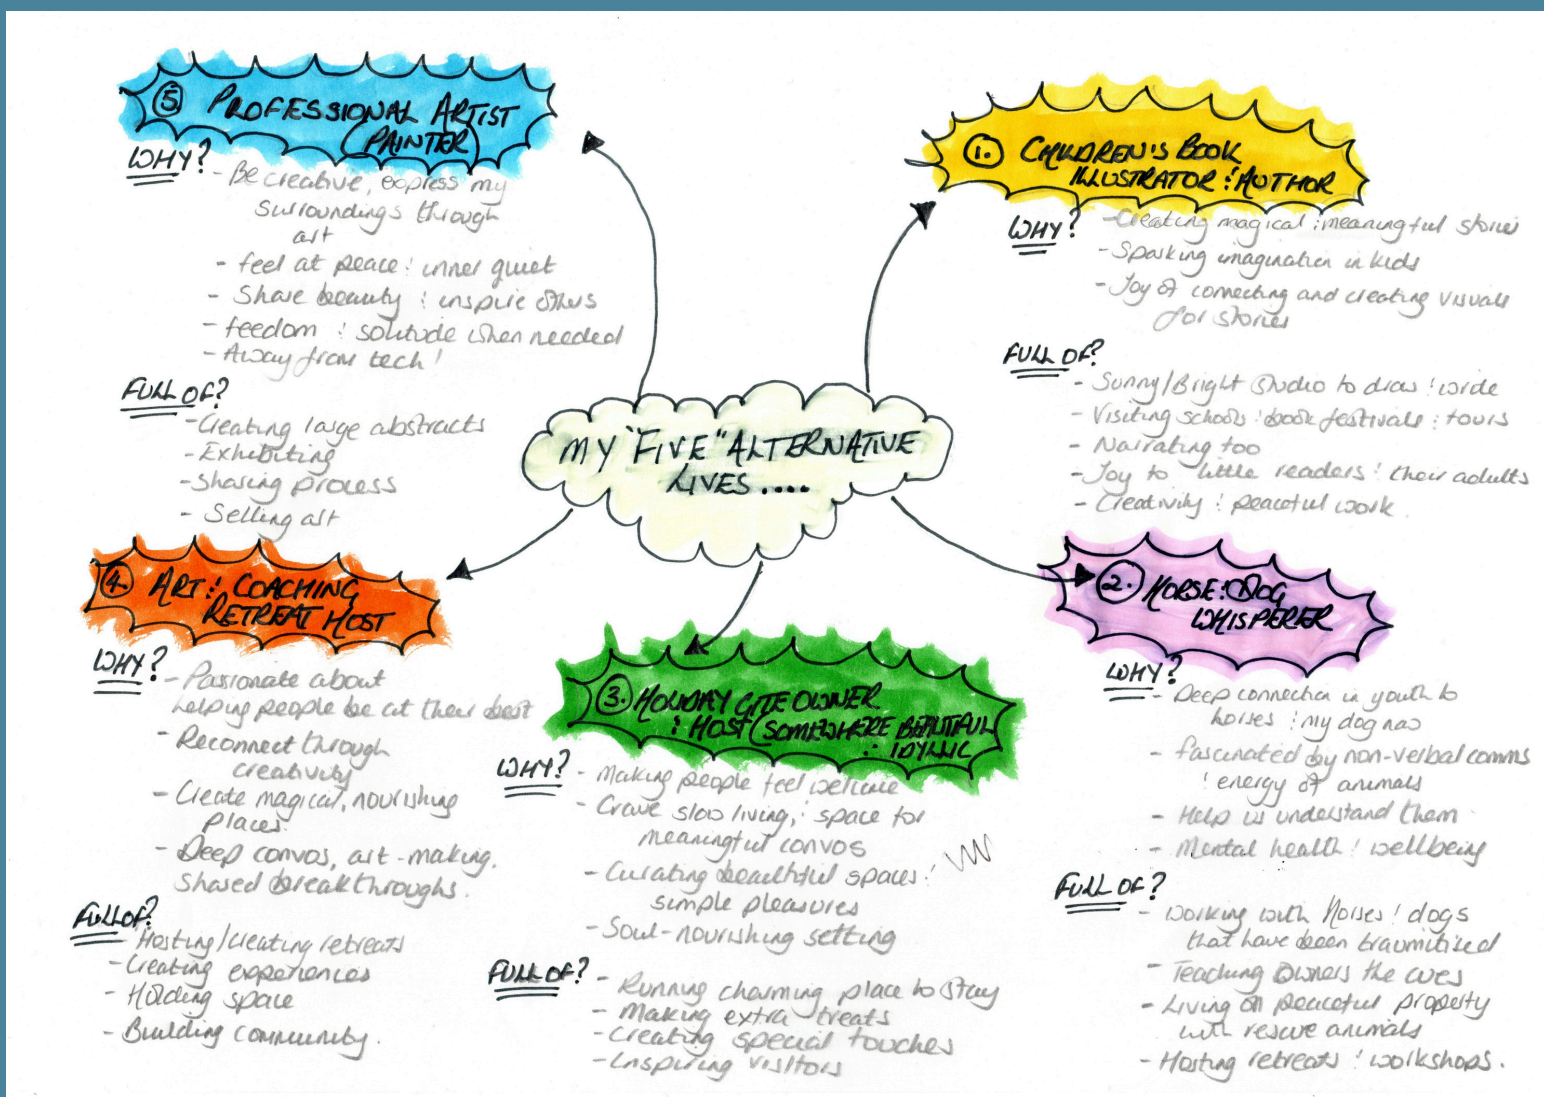 MY "FIVE" ALTERNATIVE
LIVES ....
1. CHILDREN'S BOOK
ILLUSTRATOR : AUTHOR
WHY?
- Creating magical : meaningful stories
- Sparking imagination in kids
- Joy of connecting and creating visuals
for stories
FULL OF?
- Sunny/Bright Studio to draw : write
- Visiting schools : book festivals : tours
- Narrating too
- Joy to little readers : their adults
- Creativity : peaceful work.
2. HORSE : DOG
WHISPERER
WHY?
- Deep connection in youth to
horses : my dog now
- fascinated by non-verbal comms
: energy of animals
- Help us understand them.
- Mental health : wellbeing
FULL OF?
- Working with Horses : dogs
that have been traumitised
- Teaching Owners the cues
- Living on peaceful property
with rescue animals
- Hosting retreats : workshops.
3. HOLIDAY GITE OWNER
: HOST (SOMEWHERE BEAUTIFUL
: IDYLLIC
WHY?
- Making people feel welcome
- Crave slow living, : space for
meaningful convos
- Curating beautiful spaces :
simple pleasures
- Soul-nourishing setting
FULL OF?
- Running charming place to stay
- Making extra treats
- Creating special touches
- Inspiring visitors
4. ART : COACHING
RETREAT HOST
WHY?
- Passionate about
helping people be at their best
- Reconnect through
creativity
- Create magical, nourishing
places.
- Deep convos, art-making,
shared breakthroughs.
FULL OF?
- Hosting/creating retreats
- Creating experiences
- Holding space
- Building community.
5. PROFESSIONAL ARTIST
(PAINTER)
WHY?
- Be creative, express my
surroundings through
art
- feel at peace : inner quiet
- Share beauty : inspire others
- feedom : solitude when needed
- Away from tech!
FULL OF?
- Creating large abstracts
- Exhibiting
- Sharing process
- Selling art